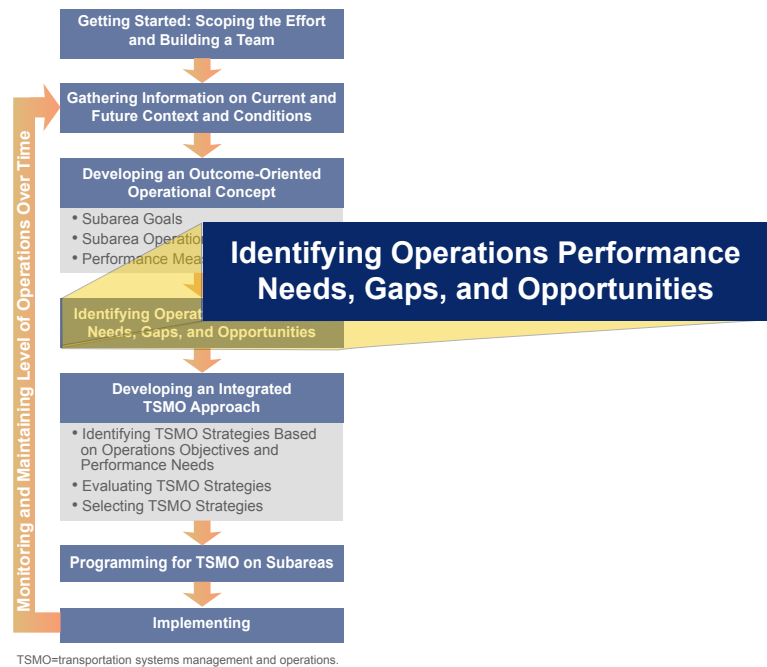 Getting Started: Scoping the Effort
and Building a Team
Gathering Information on Current and
Future Context and Conditions
Developing an Outcome-Oriented
Operational Concept
• Subarea Goals
• Subarea
• Performance
Identifying Operations Performance
Needs, Gaps, and Opportunities
Identifying
Needs, Gaps, and Opportunities
Developing an Integrated
TSMO Approach
• Identifying TSMO Strategies Based
on Operations Objectives and
Performance Needs
• Evaluating TSMO Strategies
• Selecting TSMO Strategies
Programming for TSMO on Subareas
Implementing
Monitoring and Maintaining Level of Operations Over Time
TSMO=transportation systems management and operations.